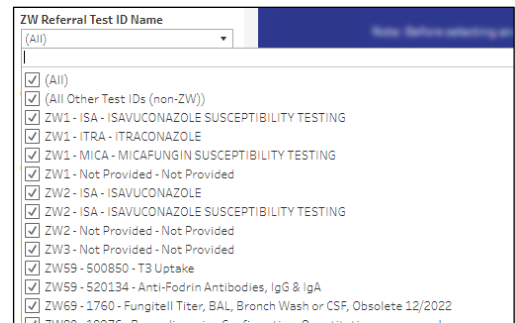 ZW Referral Test ID Name
(All)
(All)
(All Other Test IDs (non-ZW))
ZW1 - ISA - ISAVUCONAZOLE SUSCEPTIBILITY TESTING
ZW1 - ITRA - ITRACONAZOLE
ZW1 - MICA - MICAFUNGIN SUSCEPTIBILITY TESTING
ZW1 - Not Provided - Not Provided
ZW2 - ISA - ISAVUCONAZOLE
ZW2 - ISA - ISAVUCONAZOLE SUSCEPTIBILITY TESTING
ZW2 - Not Provided - Not Provided
ZW3 - Not Provided - Not Provided
ZW59 - 500850 - T3 Uptake
ZW59 - 520134 - Anti-Fodrin Antibodies, IgG & IgA
ZW69 - 1760 - Fungitell Titer, BAL, Bronch Wash or CSF, Obsolete 12/2022